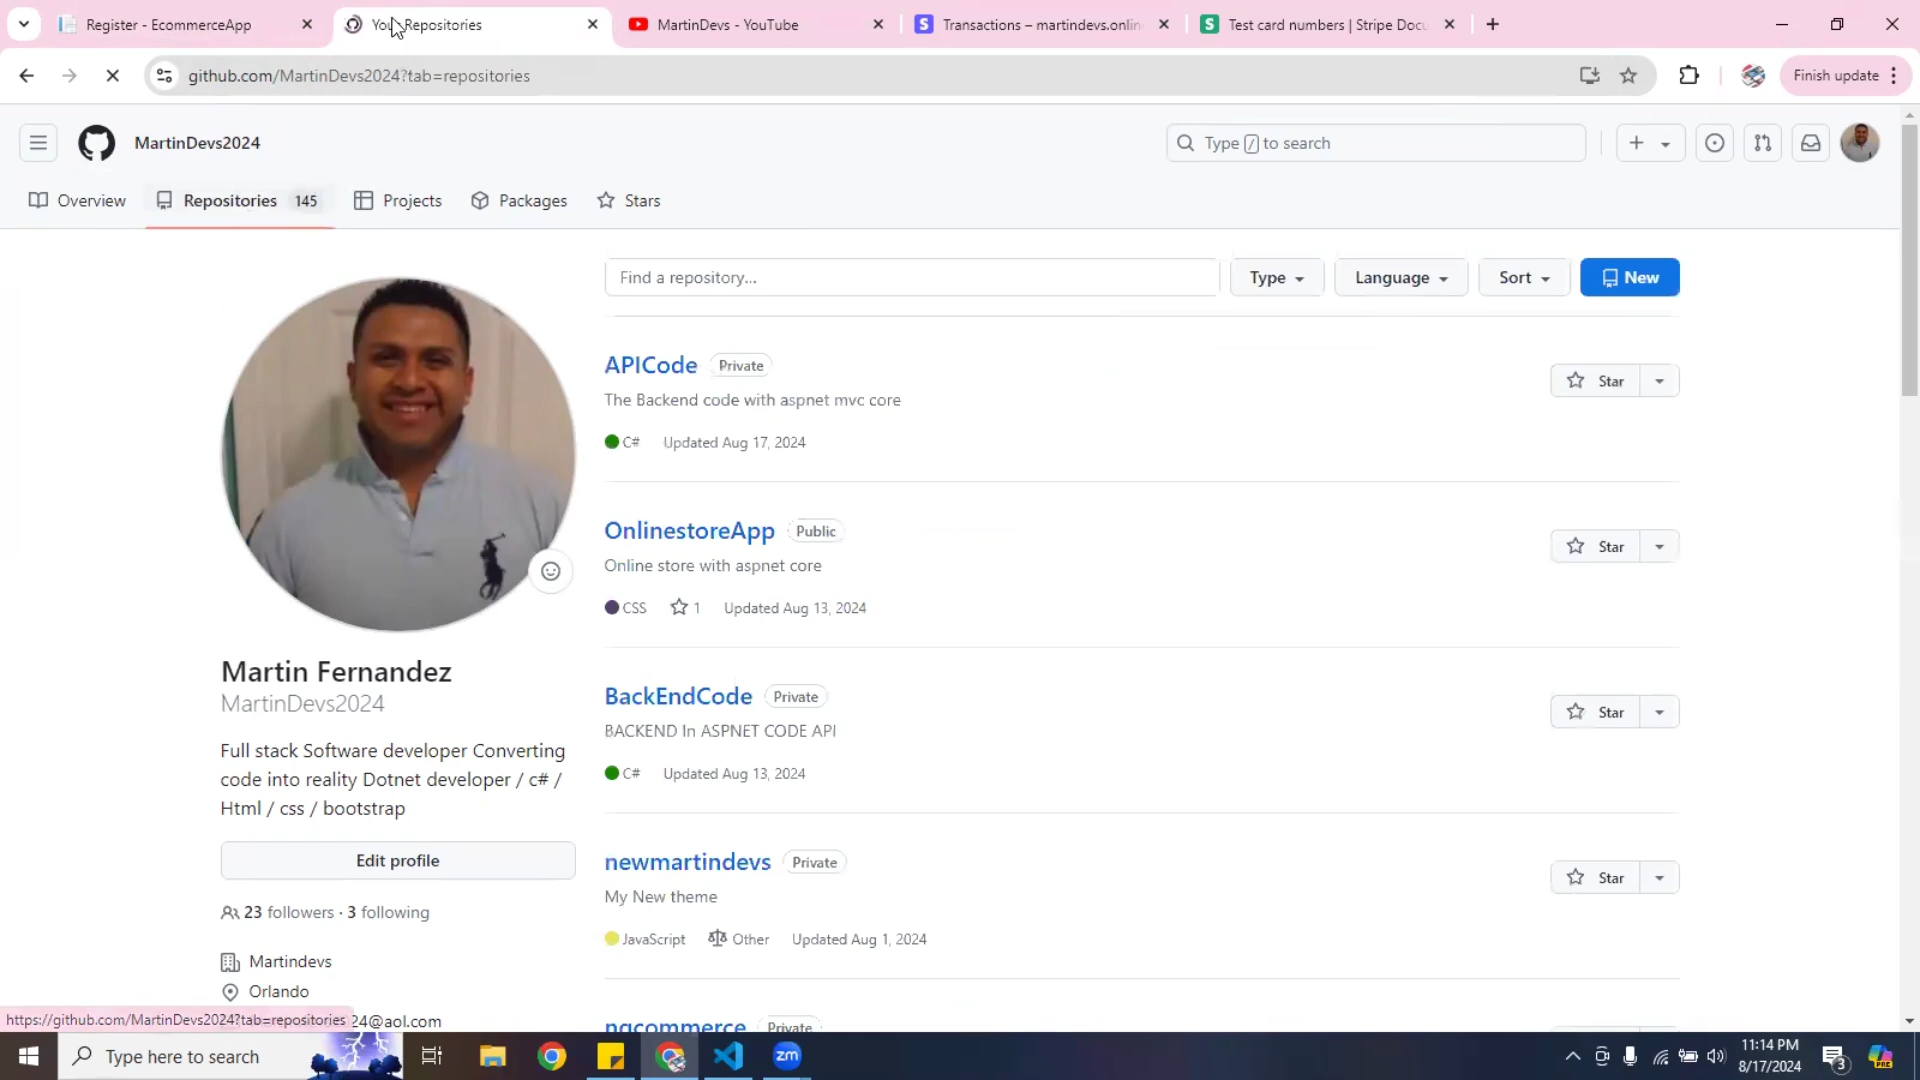 Register - EcommerceApp
You Repositories
MartinDevs - YouTube
Transactions – martindevs.onlin
Test card numbers | Stripe Docu
github.com/MartinDevs2024?tab=repositories
Finish update
MartinDevs2024
Type / to search
Overview
Repositories 145
Projects
Packages
Stars
Find a repository...
Type
Language
Sort
New
APICode Private
The Backend code with aspnet mvc core
C# Updated Aug 17, 2024
Star
OnlinestoreApp Public
Online store with aspnet core
CSS 1 Updated Aug 13, 2024
Star
BackEndCode Private
BACKEND In ASPNET CODE API
C# Updated Aug 13, 2024
Star
newmartindevs Private
My New theme
JavaScript Other Updated Aug 1, 2024
Star
ngcommerce Private
Martin Fernandez
MartinDevs2024
Full stack Software developer Converting
code into reality Dotnet developer / c# /
Html / css / bootstrap
Edit profile
23 followers · 3 following
Martindevs
Orlando
24@aol.com
https://github.com/MartinDevs2024?tab=repositories
Type here to search
zm
11:14 PM
8/17/2024
3
PRE